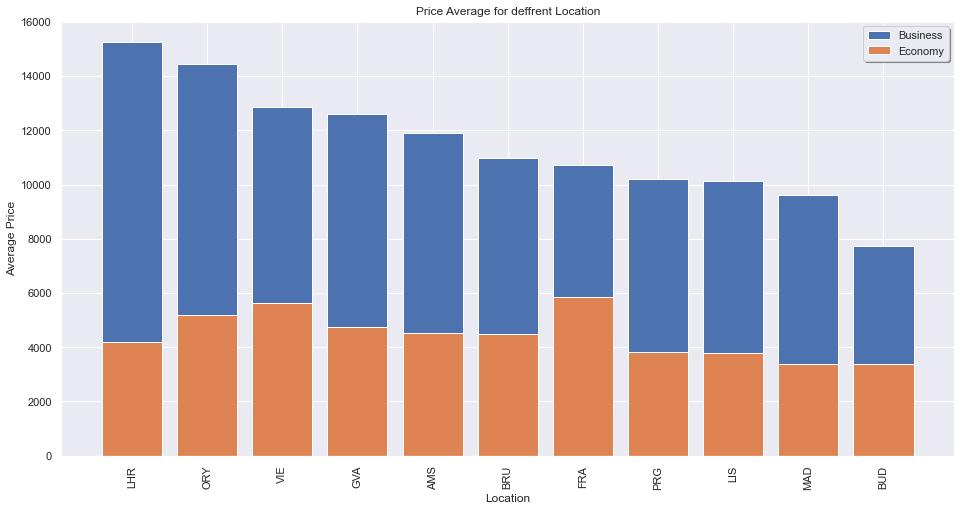 Price Average for deffrent Location
Business
Economy
16000
14000
12000
10000
8000
6000
4000
2000
0
Average Price
LHR
ORY
VIE
GVA
AMS
BRU
FRA
PRG
LIS
MAD
BUD
Location